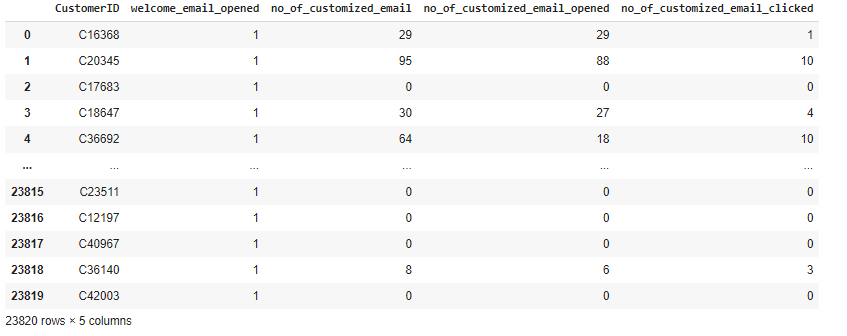 CustomerID welcome_email_opened no_of_customized_email no_of_customized_email_opened no_of_customized_email_clicked
0 C16368 1 29 29 1
1 C20345 1 95 88 10
2 C17683 1 0 0 0
3 C18647 1 30 27 4
4 C36692 1 64 18 10
... ... ... ... ... ...
23815 C23511 1 0 0 0
23816 C12197 1 0 0 0
23817 C40967 1 0 0 0
23818 C36140 1 8 6 3
23819 C42003 1 0 0 0
23820 rows × 5 columns